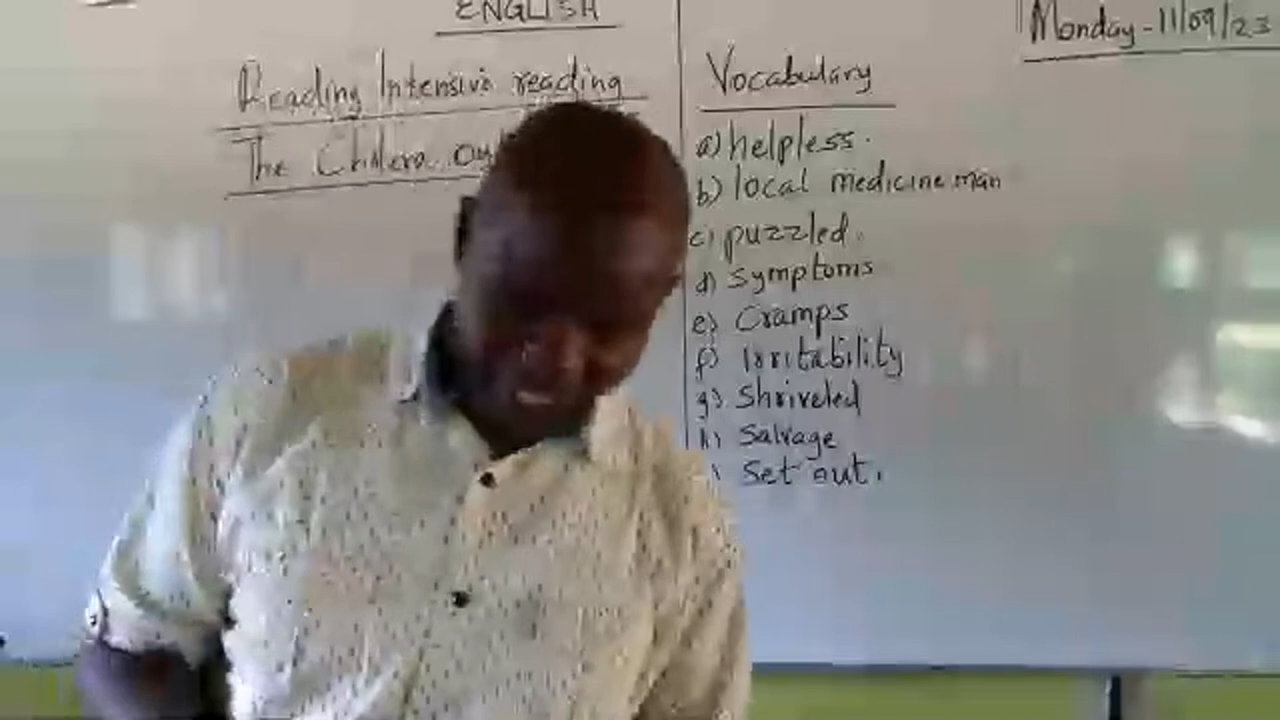 ENGLISH
Monday - 11/09/23
Reading Intensive reading
The Cholera
Vocabulary
a) helpless.
b) local medicine man
c) puzzled.
d) Symptoms
e) Cramps
f) Irritability
g) Shriveled
h) Salvage
Set out.